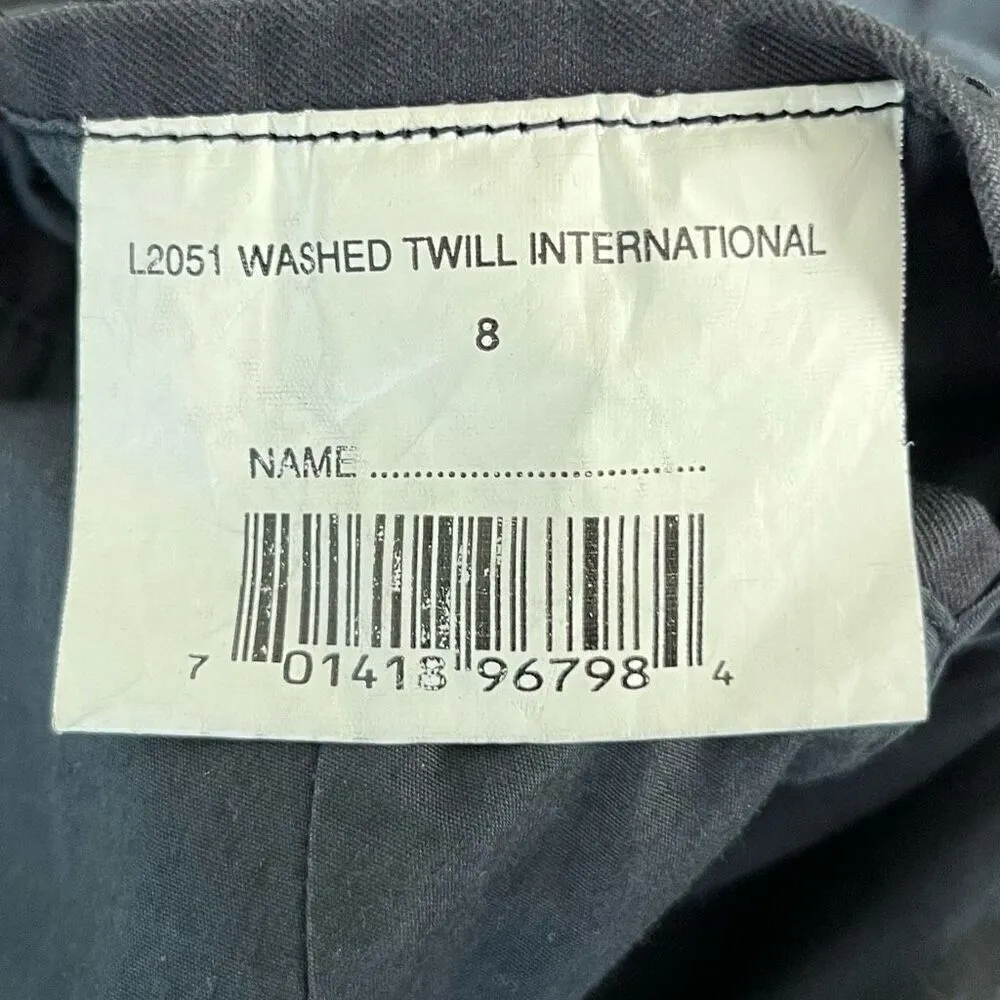 L2051 WASHED TWILL INTERNATIONAL
8
NAME ..................................
7 01418 96798 4